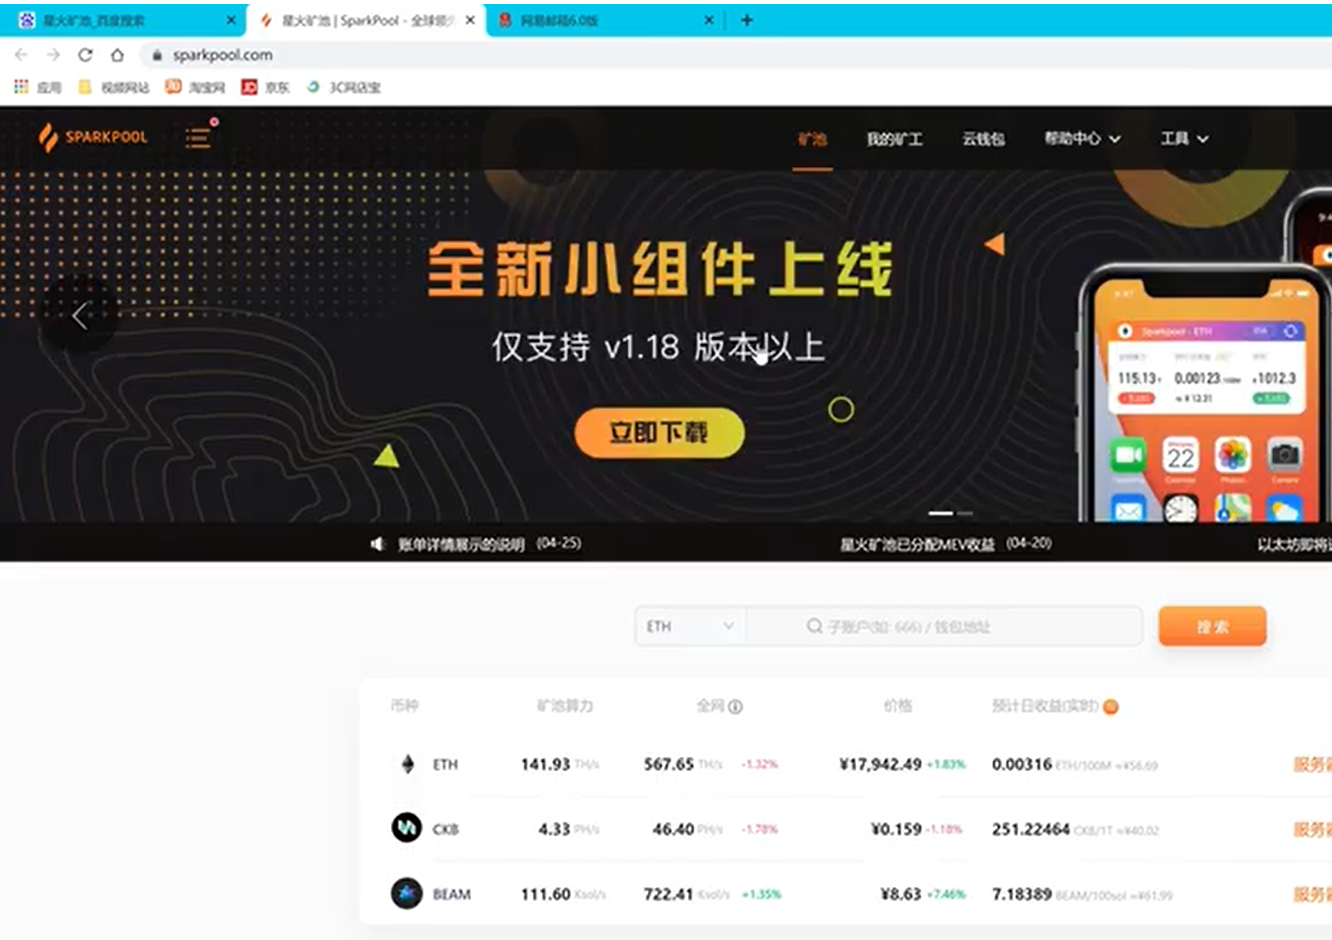 星火矿池_百度搜索
星火矿池 | SparkPool - 全球领先
网易邮箱6.0版
sparkpool.com
应用 视频网站 淘宝网 京东 3C网店宝
SPARKPOOL 矿池 我的矿工 云钱包 帮助中心 工具
全新小组件上线
仅支持 v1.18 版本以上
立即下载
Sparkpool - ETH
115.13 0.00123 1012.3
22
账单详情展示的说明 (04-25) 星火矿池已分配MEV收益 (04-20) 以太坊即将
ETH 子账户(如: 666) / 钱包地址 搜索
币种 矿池算力 全网 价格 预计日收益(实时)
ETH 141.93 TH/s 567.65 TH/s -1.32% ¥17,942.49 +1.83% 0.00316 ETH/100M ≈¥56.69 服务器
CKB 4.33 PH/s 46.40 PH/s -1.78% ¥0.159 -1.18% 251.22464 CKB/1T ≈¥40.02 服务器
BEAM 111.60 Ksol/s 722.41 Ksol/s +1.35% ¥8.63 +7.46% 7.18389 BEAM/100sol ≈¥61.99 服务器